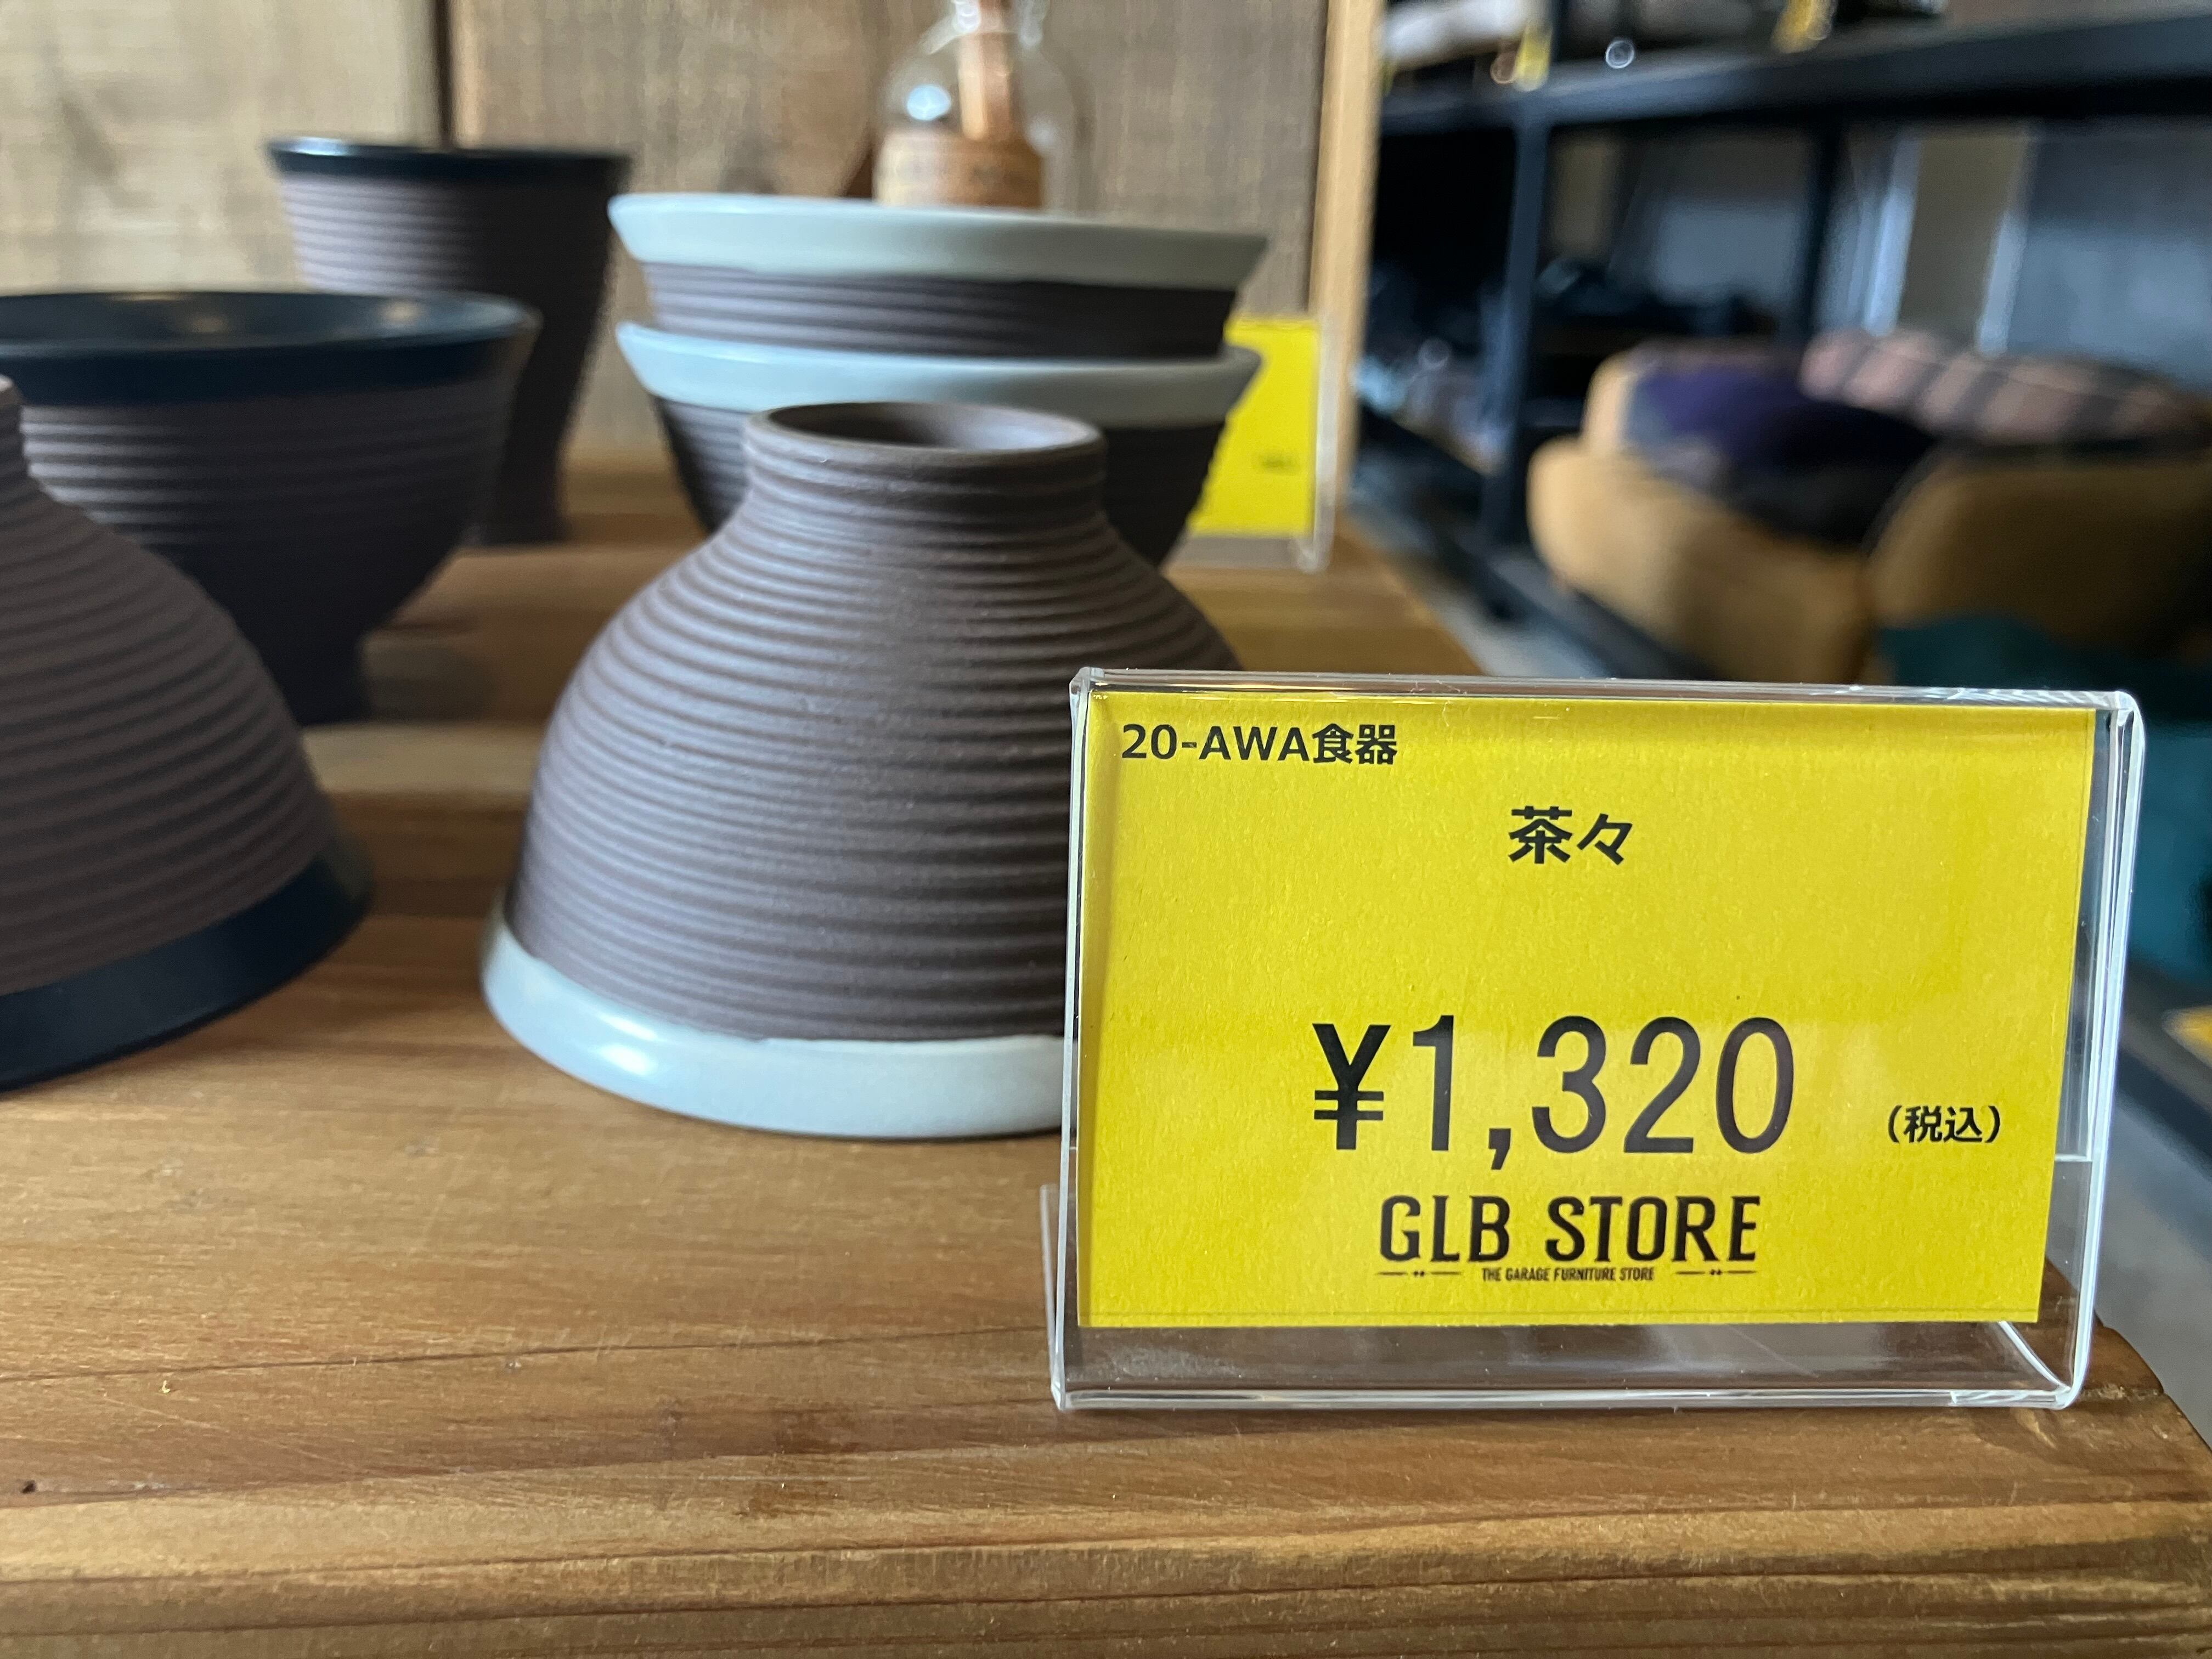 20-AWA食器
茶々
¥1,320 (税込)
GLB STORE
THE GARAGE FURNITURE STORE